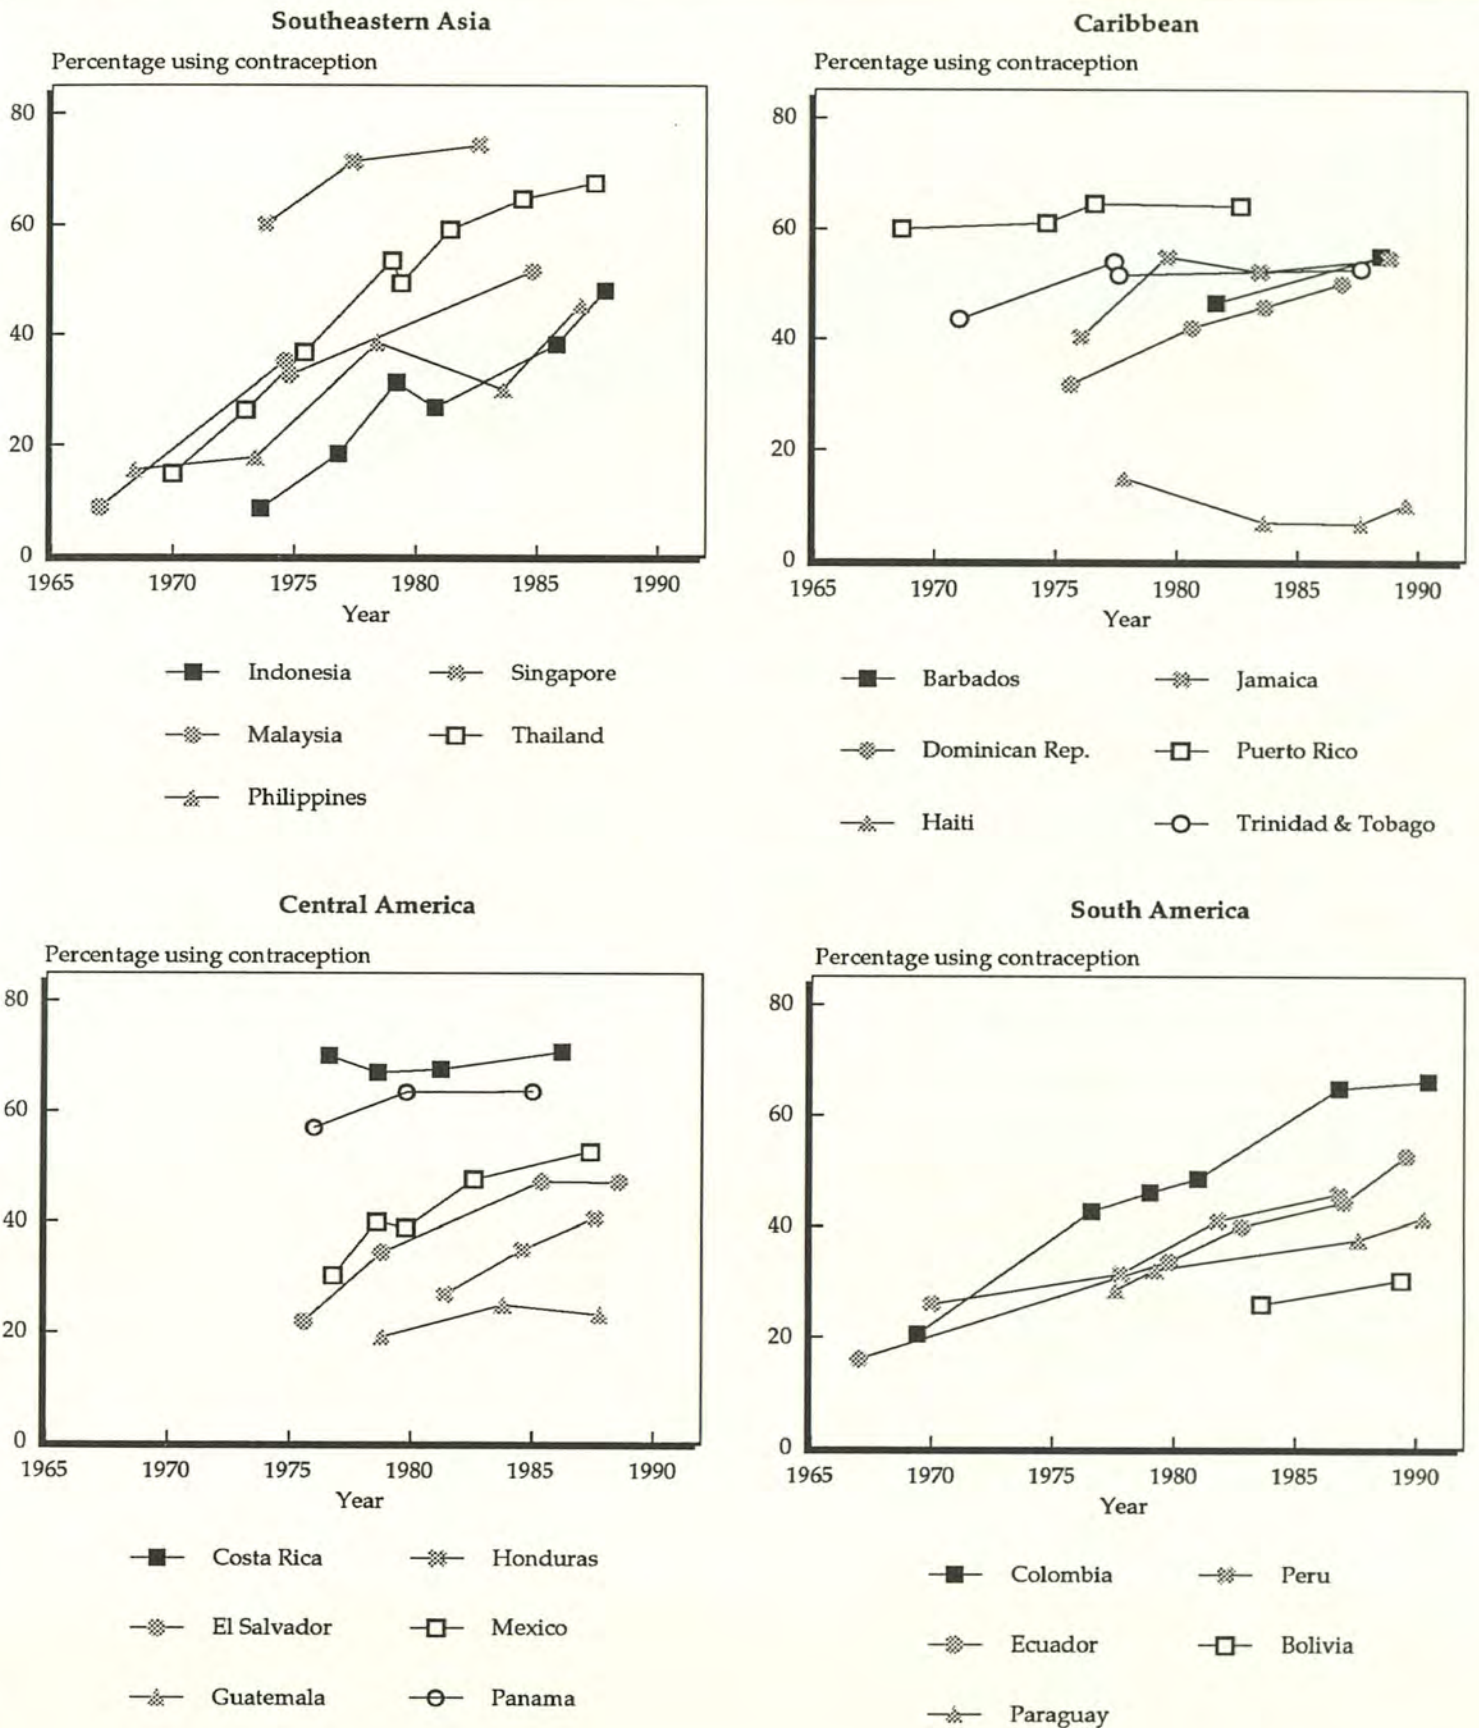 Southeastern Asia
Percentage using contraception
80
60
40
20
0
1965 1970 1975 1980 1985 1990
Year
Indonesia Singapore
Malaysia Thailand
Philippines
Caribbean
Percentage using contraception
80
60
40
20
0
1965 1970 1975 1980 1985 1990
Year
Barbados Jamaica
Dominican Rep. Puerto Rico
Haiti Trinidad & Tobago
Central America
Percentage using contraception
80
60
40
20
0
1965 1970 1975 1980 1985 1990
Year
Costa Rica Honduras
El Salvador Mexico
Guatemala Panama
South America
Percentage using contraception
80
60
40
20
0
1965 1970 1975 1980 1985 1990
Year
Colombia Peru
Ecuador Bolivia
Paraguay